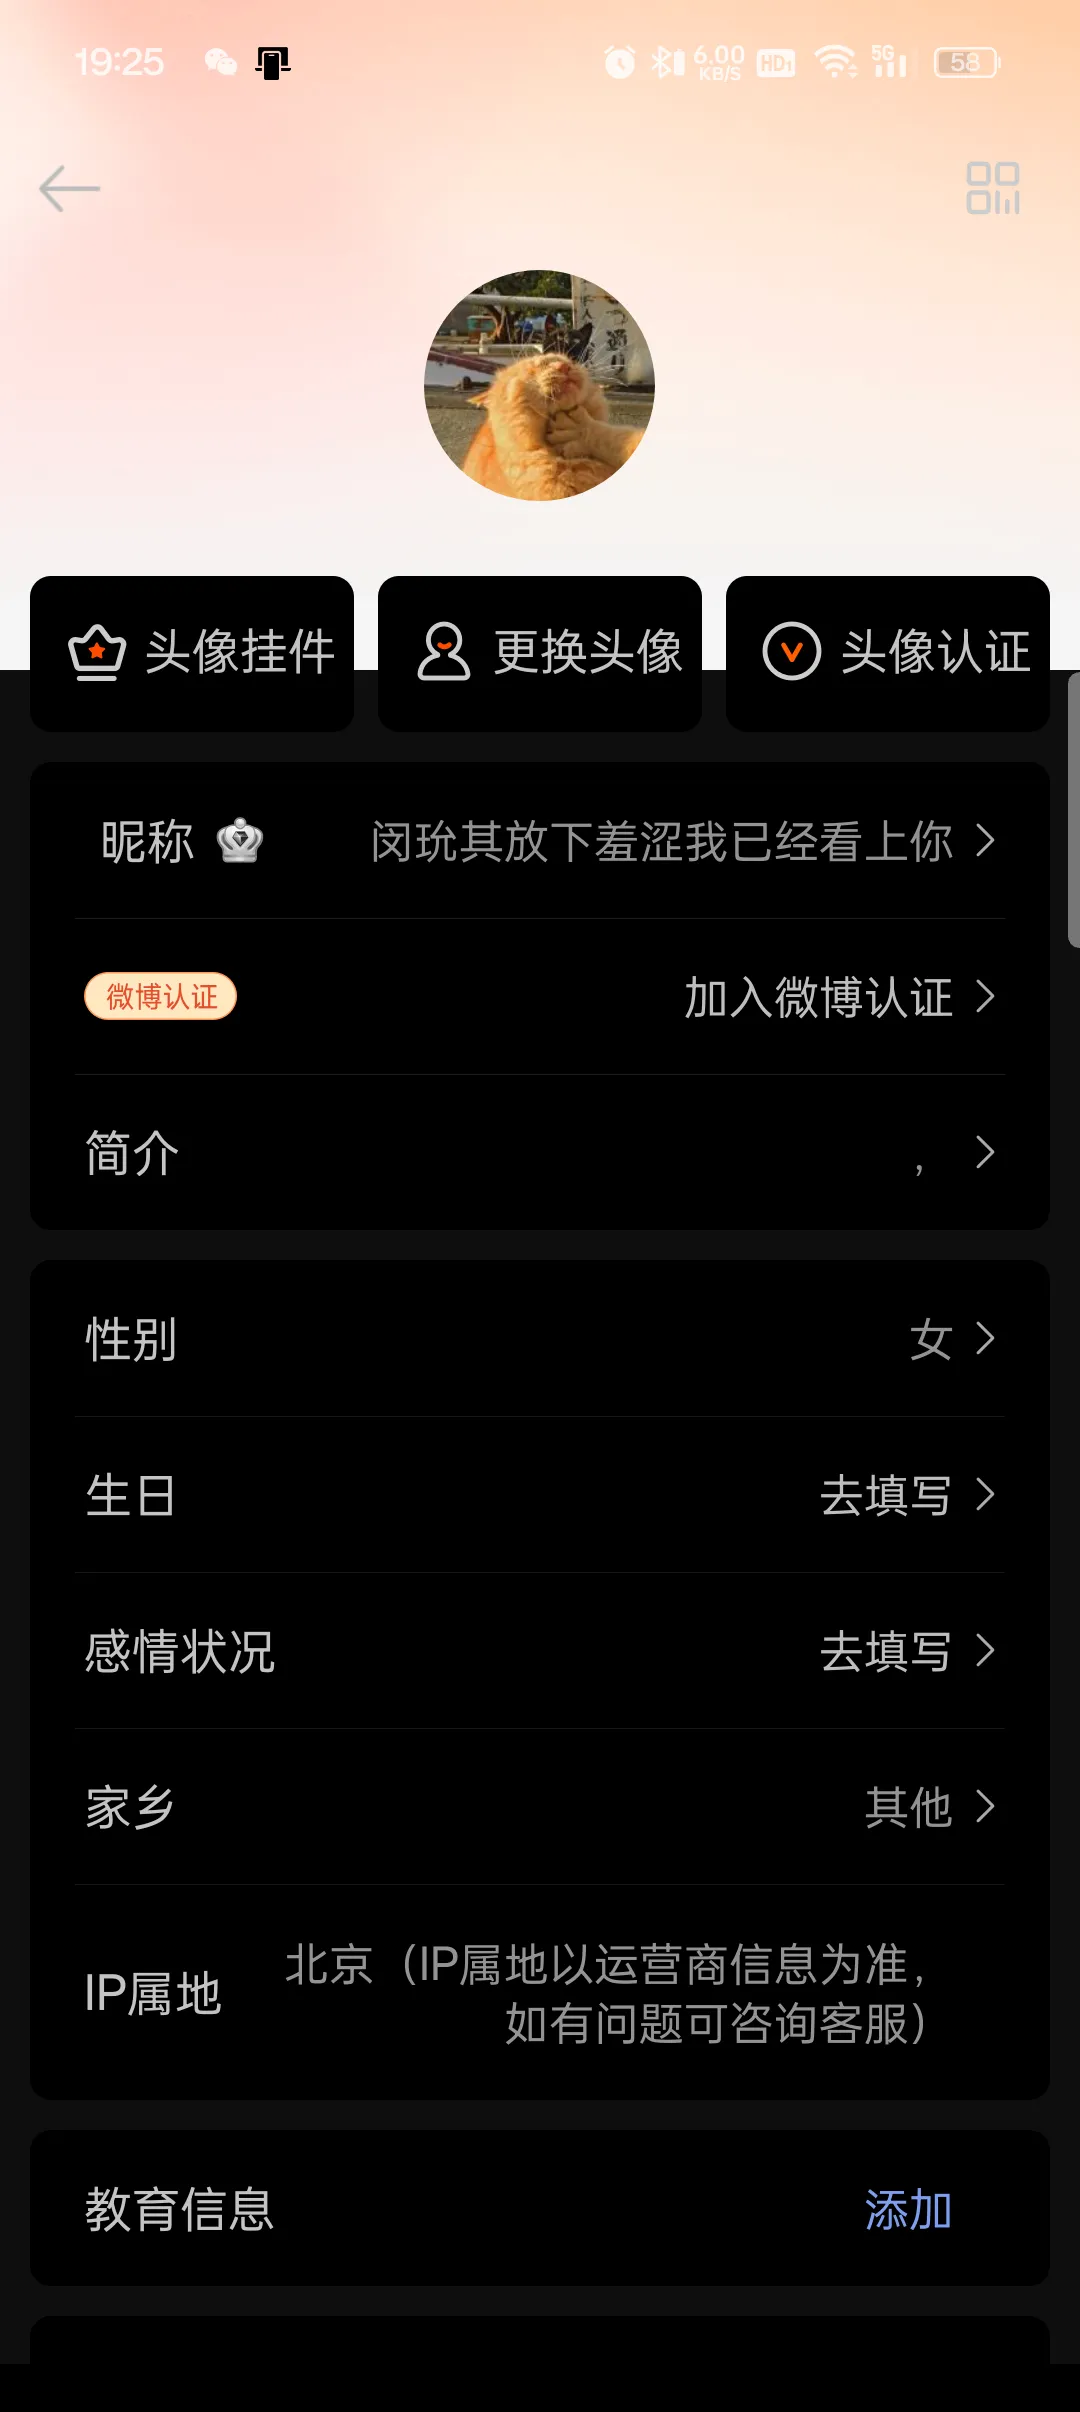 19:25
6.00
KB/S
HD1
5G
58
头像挂件
更换头像
头像认证
昵称
闵玧其放下羞涩我已经看上你
微博认证
加入微博认证
简介
，
性别
女
生日
去填写
感情状况
去填写
家乡
其他
IP属地
北京（IP属地以运营商信息为准，
如有问题可咨询客服）
教育信息
添加